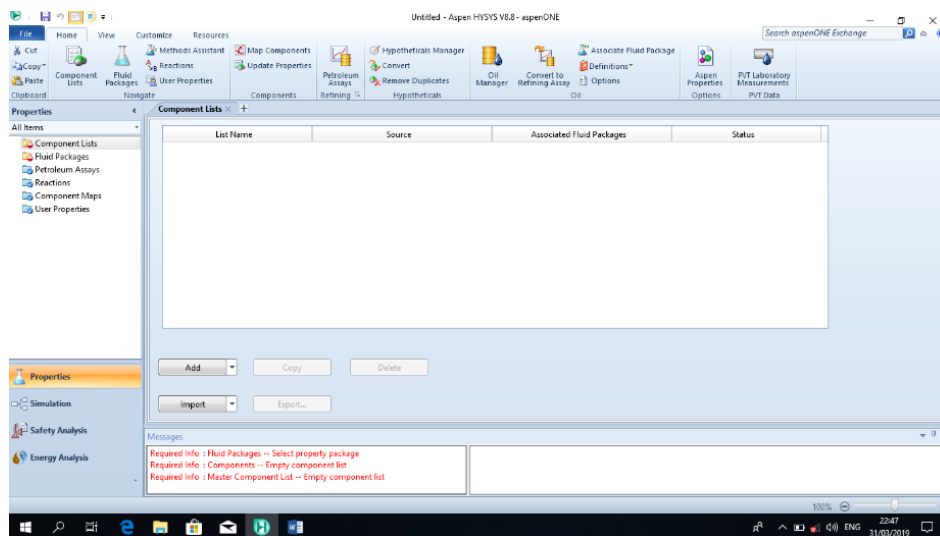 Untitled - Aspen HYSYS V8.8 - aspenONE
File Home View Customize Resources
Search aspenONE Exchange
Cut
Copy
Paste
Clipboard
Component Lists
Fluid Packages
Methods Assistant
Reactions
User Properties
Navigate
Map Components
Update Properties
Components
Petroleum Assays
Refining
Hypotheticals Manager
Convert
Remove Duplicates
Hypotheticals
Oil Manager
Convert to Refining Assay
Associate Fluid Package
Definitions
Options
Oil
Aspen Properties
Options
PVT Laboratory Measurements
PVT Data
Properties
All Items
Component Lists
Fluid Packages
Petroleum Assays
Reactions
Component Maps
User Properties
Properties
Simulation
Safety Analysis
Energy Analysis
Component Lists
List Name Source Associated Fluid Packages Status
Add Copy Delete
Import Export...
Messages
Required Info : Fluid Packages -- Select property package
Required Info : Components -- Empty component list
Required Info : Master Component List -- Empty component list
100%
ENG
22:47
31/03/2019